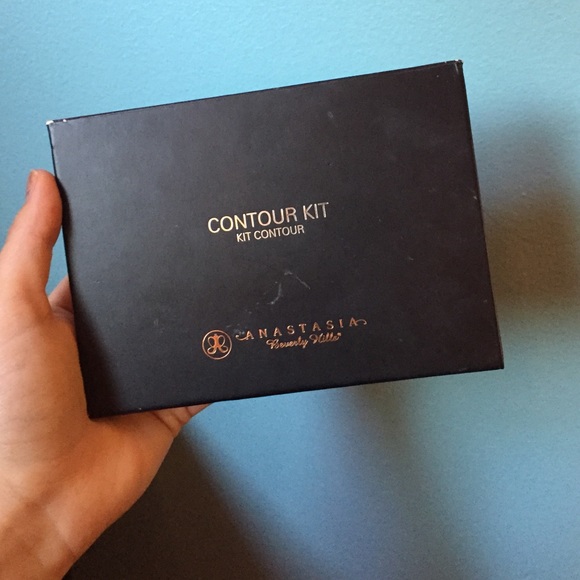 CONTOUR KIT
KIT CONTOUR
ANASTASIA
Beverly Hills®